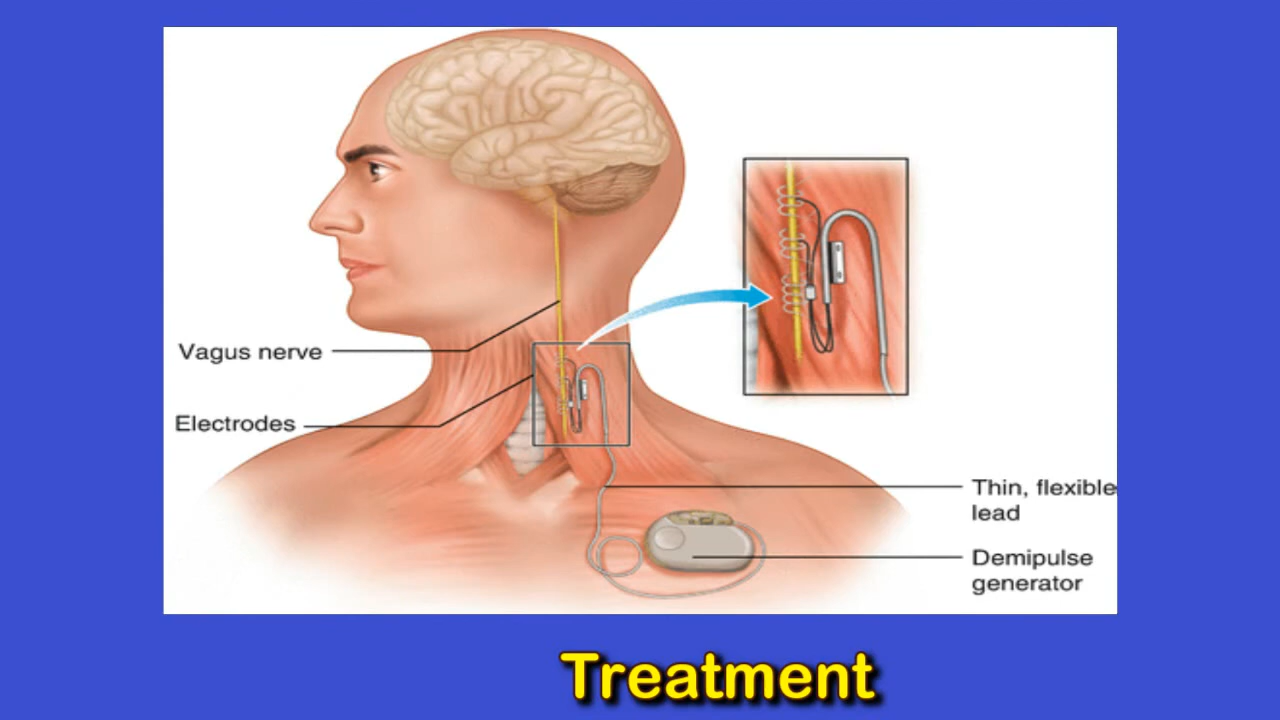 Vagus nerve
Electrodes
Thin, flexible
lead
Demipulse
generator
Treatment